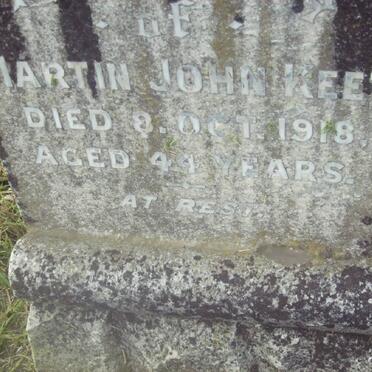 OF
MARTIN JOHN KEE
DIED 8. OCT. 1918,
AGED 44 YEARS.
AT REST.